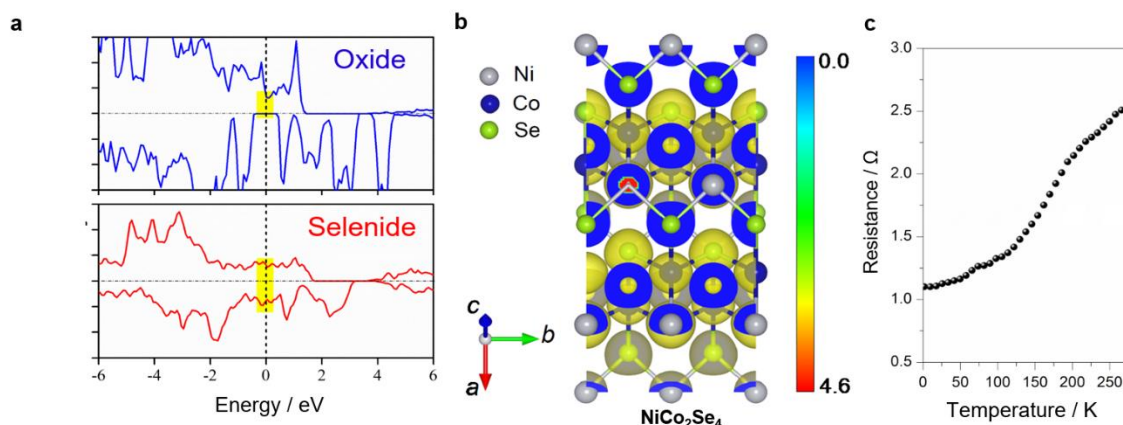 a
Oxide
Selenide
-6
-4
-2
0
2
4
6
Energy / eV
b
Ni
Co
Se
0.0
4.6
c
b
a
NiCo₂Se₄
c
3.0
2.5
2.0
1.5
1.0
0.5
Resistance / Ω
0
50
100
150
200
250
Temperature / K